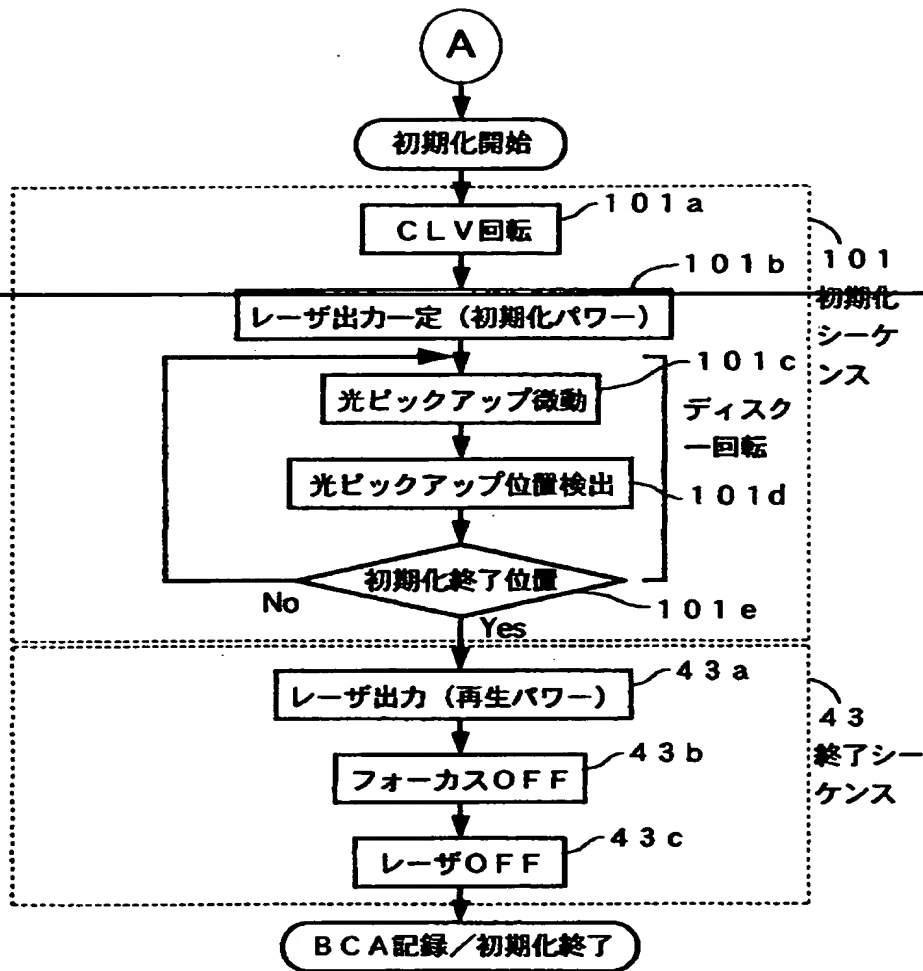 A
初期化開始
101a
CLV回転
101b
101
初期化
シーケ
ンス
レーザ出力一定(初期化パワー)
101c
ディスク
一回転
光ピックアップ微動
光ピックアップ位置検出
101d
初期化終了位置
No
101e
Yes
43a
レーザ出力(再生パワー)
43
終了シー
ケンス
43b
フォーカスOFF
43c
レーザOFF
BCA記録/初期化終了